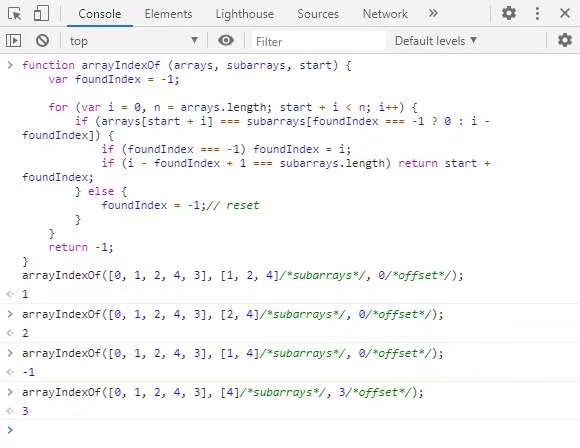 Console Elements Lighthouse Sources Network »
top ▼ Filter Default levels ▼
> function arrayIndexOf (arrays, subarrays, start) {
    var foundIndex = -1;

    for (var i = 0, n = arrays.length; start + i < n; i++) {
        if (arrays[start + i] === subarrays[foundIndex === -1 ? 0 : i -
foundIndex]) {
            if (foundIndex === -1) foundIndex = i;
            if (i - foundIndex + 1 === subarrays.length) return start +
foundIndex;
        } else {
            foundIndex = -1;// reset
        }
    }
    return -1;
}
arrayIndexOf([0, 1, 2, 4, 3], [1, 2, 4]/*subarrays*/, 0/*offset*/);
< 1
> arrayIndexOf([0, 1, 2, 4, 3], [2, 4]/*subarrays*/, 0/*offset*/);
< 2
> arrayIndexOf([0, 1, 2, 4, 3], [1, 4]/*subarrays*/, 0/*offset*/);
< -1
> arrayIndexOf([0, 1, 2, 4, 3], [4]/*subarrays*/, 3/*offset*/);
< 3
>